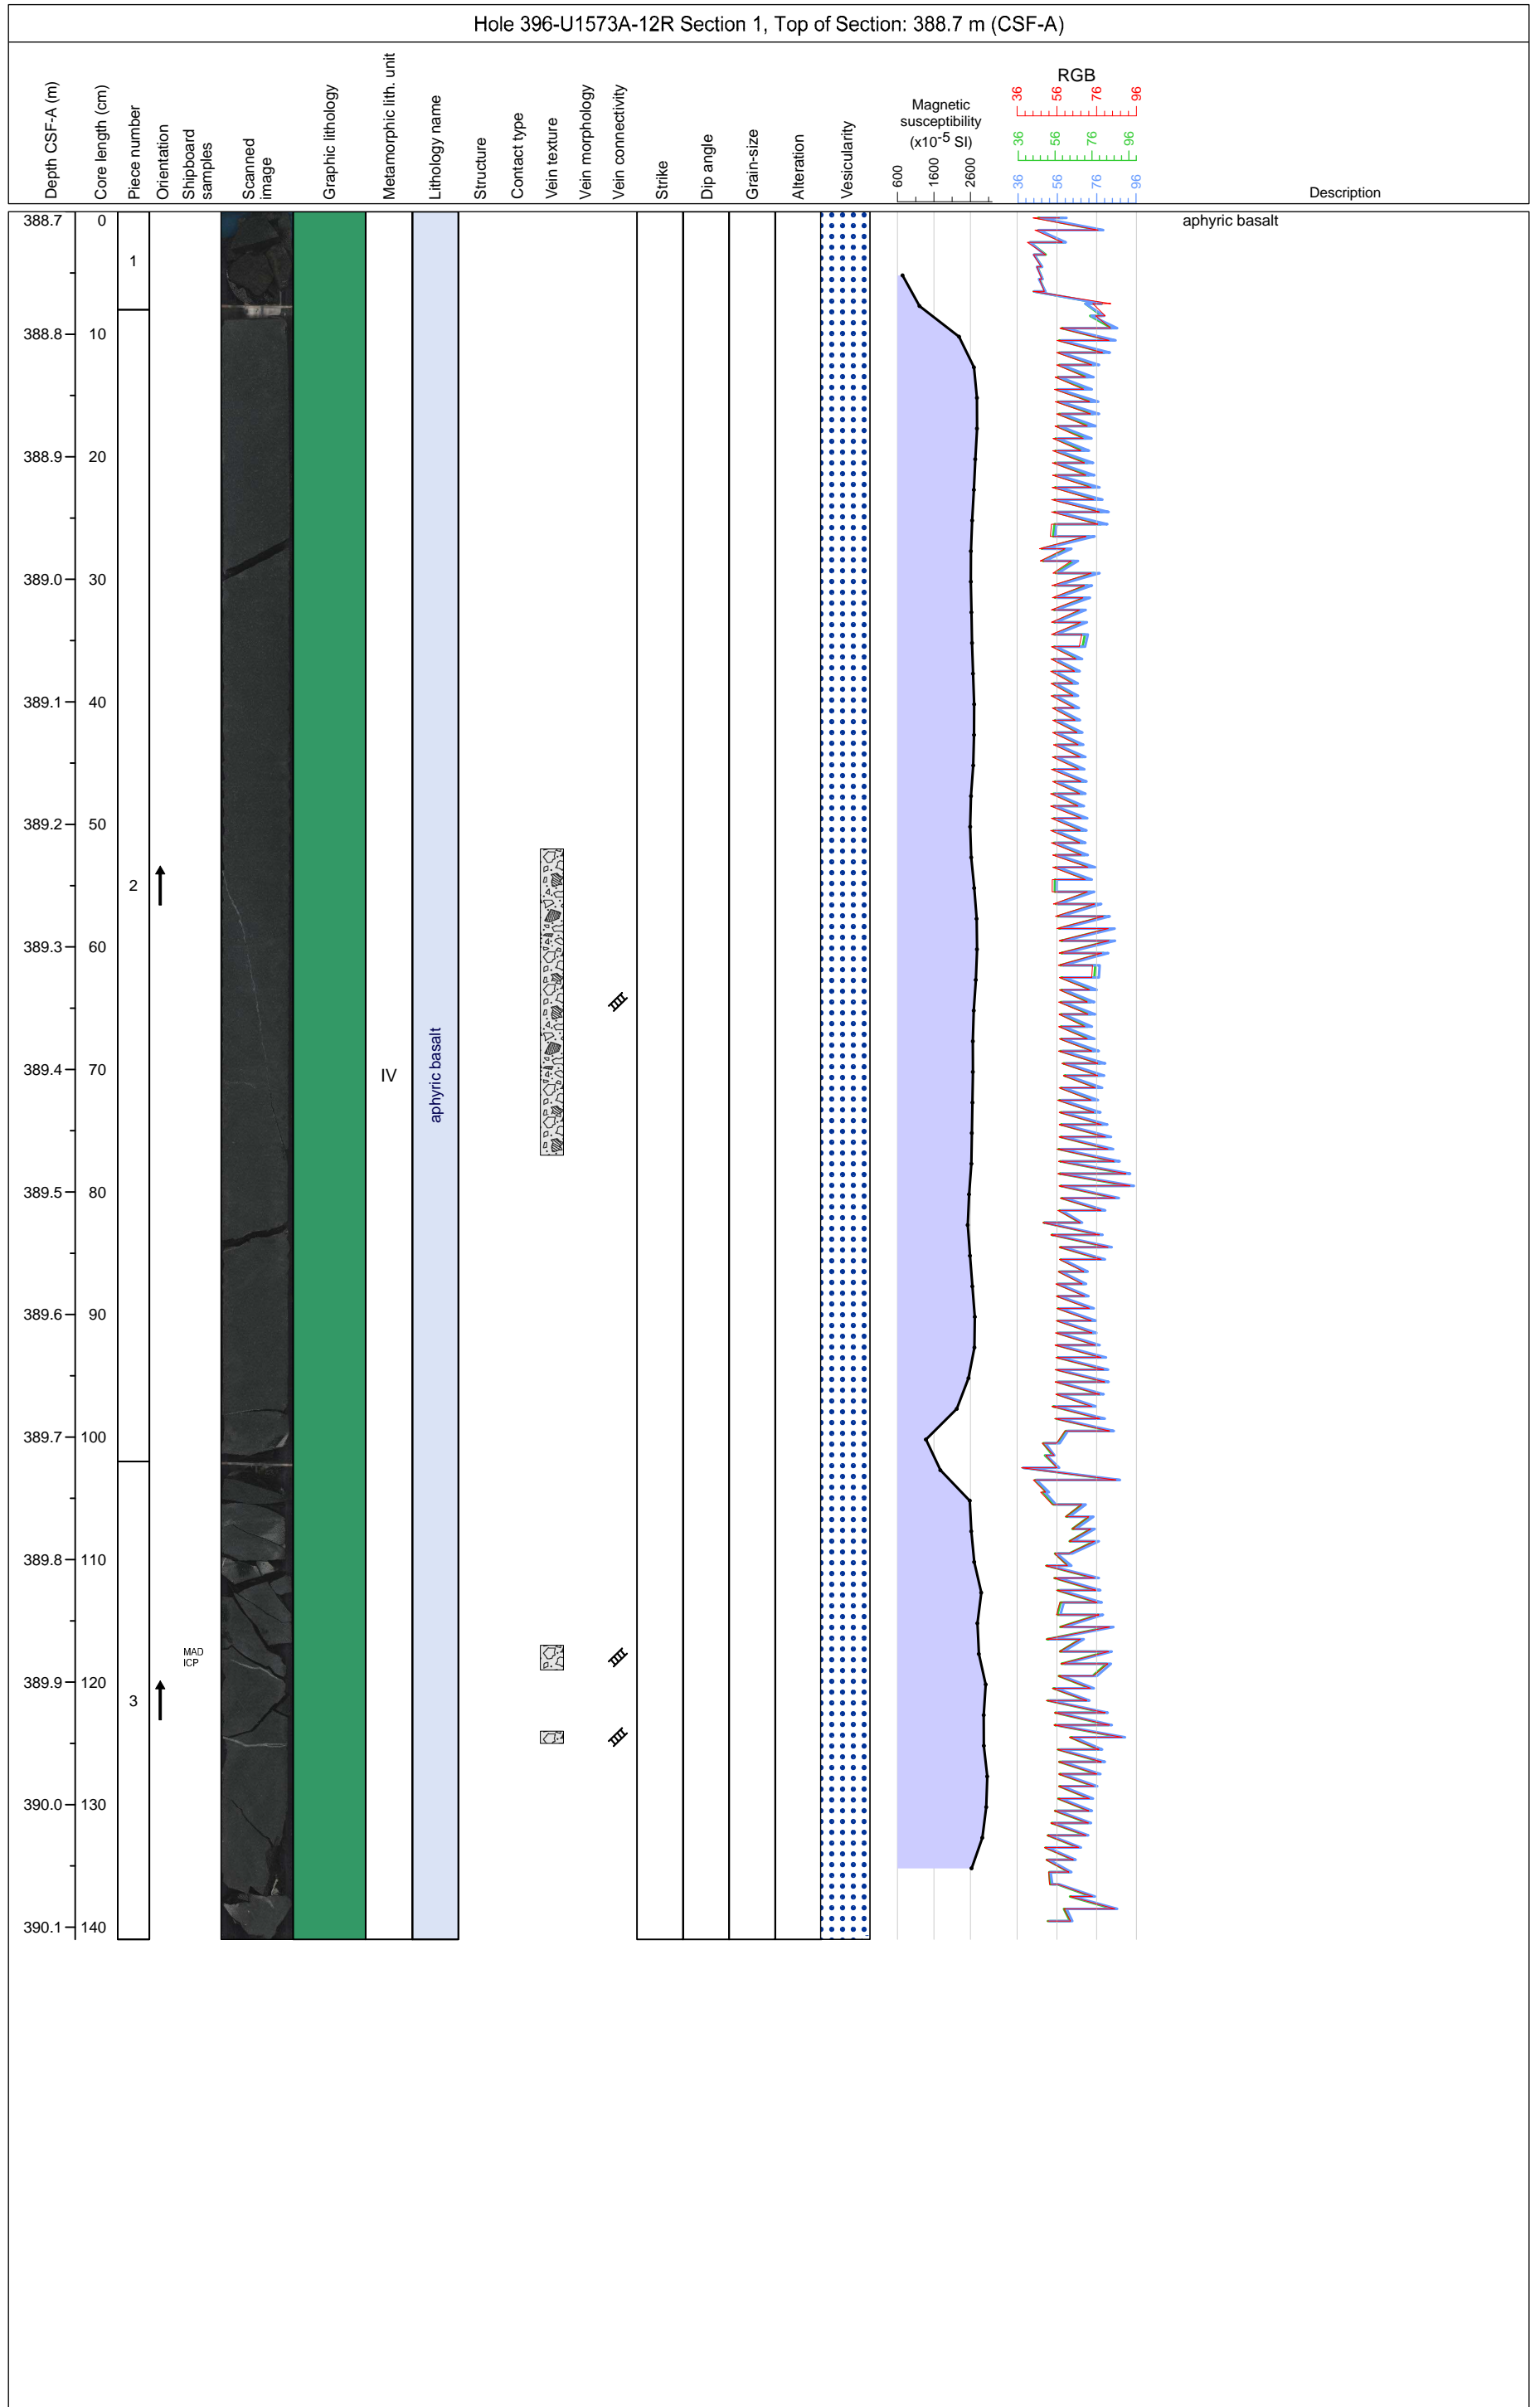 Hole 396-U1573A-12R Section 1, Top of Section: 388.7 m (CSF-A)
Depth CSF-A (m)
Core length (cm)
Piece number
Orientation
Shipboard
samples
Scanned
image
Graphic lithology
Metamorphic lith. unit
Lithology name
Structure
Contact type
Vein texture
Vein morphology
Vein connectivity
Strike
Dip angle
Grain-size
Alteration
Vesicularity
Magnetic
susceptibility
(x10-5 SI)
600 1600 2600
RGB
36 56 76 96
36 56 76 96
36 56 76 96
Description
388.7 0
aphyric basalt
1
388.8 10
388.9 20
389.0 30
389.1 40
389.2 50
2
389.3 60
389.4 70
IV
aphyric basalt
389.5 80
389.6 90
389.7 100
389.8 110
MAD
ICP
389.9 120
3
390.0 130
390.1 140